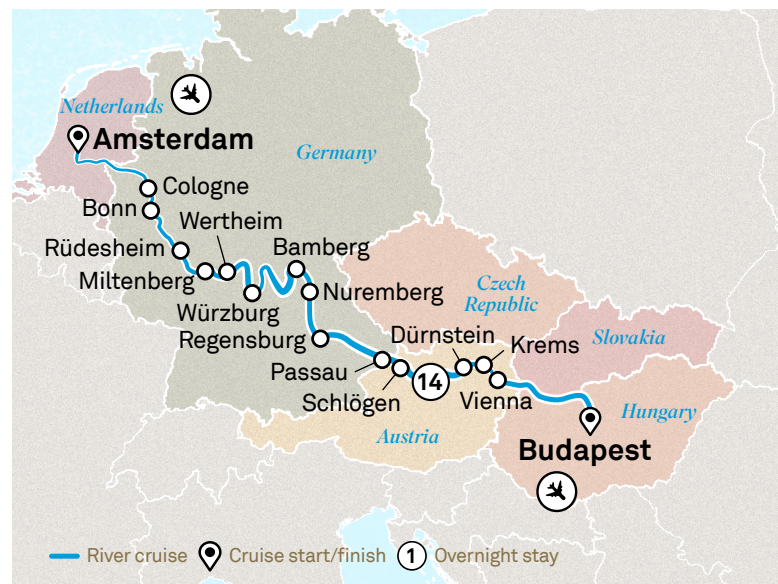 Netherlands
Amsterdam
Germany
Cologne
Bonn
Wertheim
Rüdesheim
Bamberg
Miltenberg
Czech
Republic
Nuremberg
Würzburg
Regensburg
Dürnstein
Krems
Slovakia
Passau
14
Schlögen
Vienna
Hungary
Austria
Budapest
River cruise
Cruise start/finish
1 Overnight stay